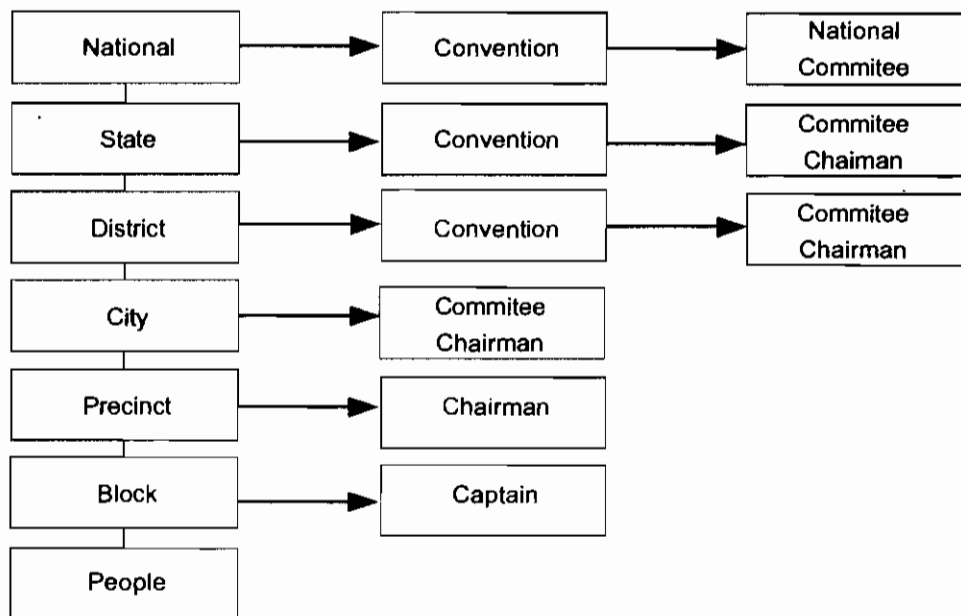 National
Convention
National
Commitee
State
Convention
Commitee
Chaiman
District
Convention
Commitee
Chairman
City
Commitee
Chairman
Precinct
Chairman
Block
Captain
People